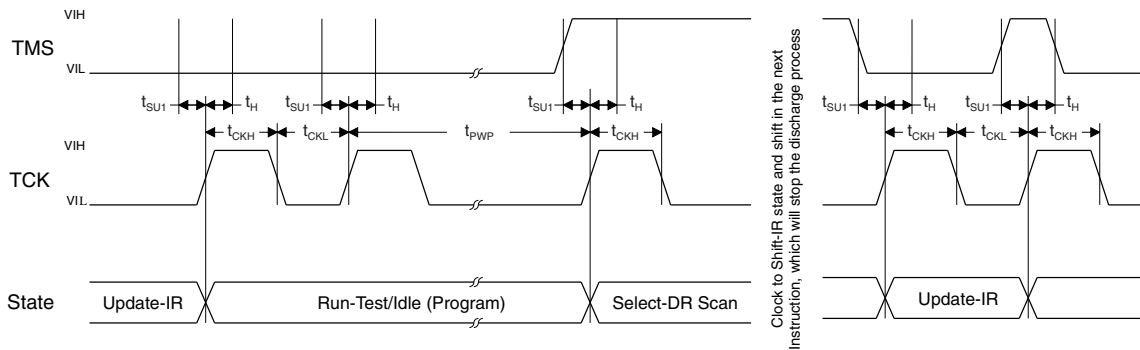 VIH
TMS
VIL
tSU1 tH tSU1 tH tSU1 tH tSU1 tH tSU1 tH
tCKH tCKL tPWP tCKH tCKH tCKL tCKH
VIH
TCK
VIL
State Update-IR Run-Test/Idle (Program) Select-DR Scan Update-IR
Clock to Shift-IR state and shift in the next
Instruction, which will stop the discharge process